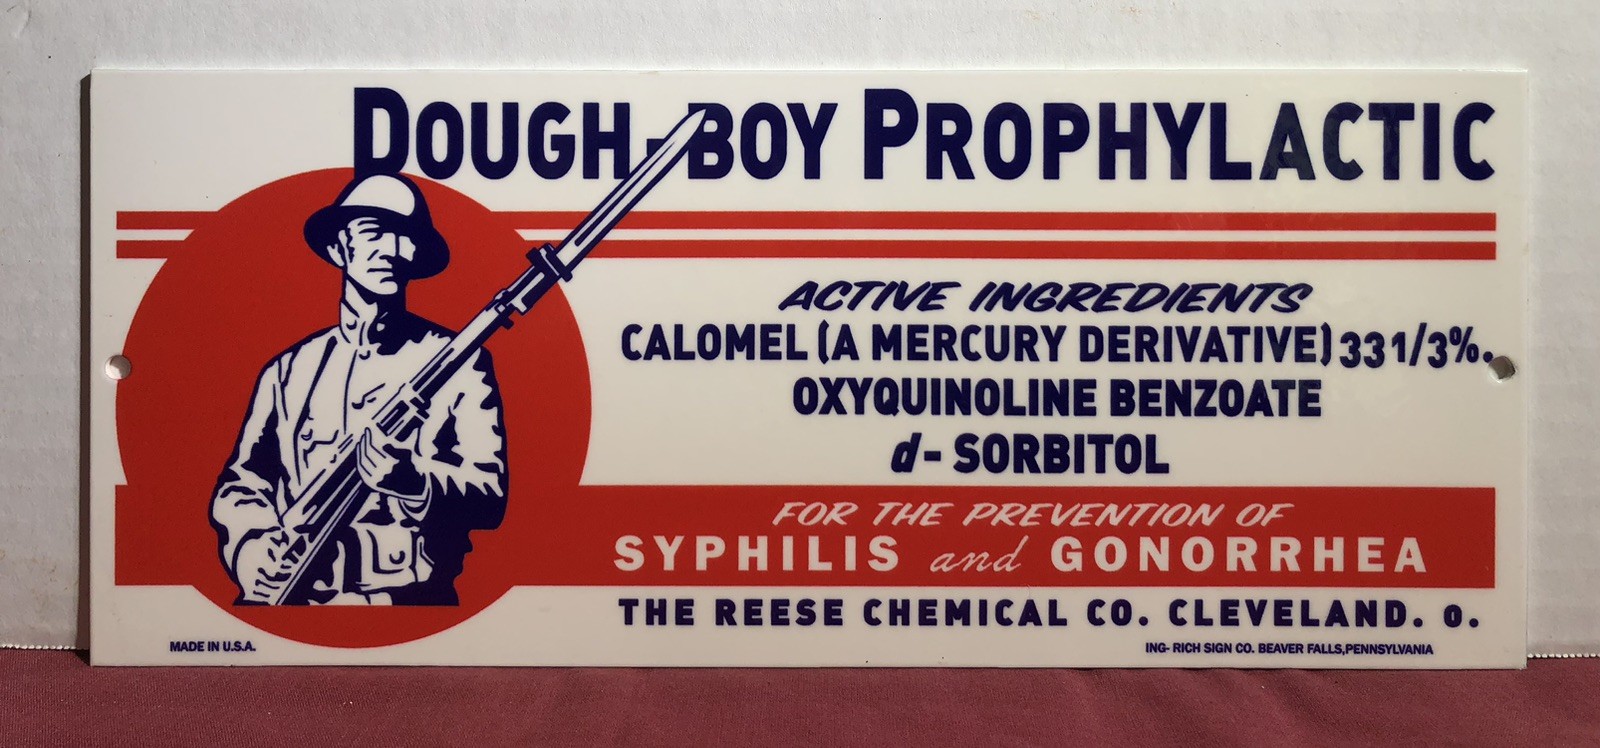 DOUGH-BOY PROPHYLACTIC
ACTIVE INGREDIENTS
CALOMEL (A MERCURY DERIVATIVE) 33 1/3%.
OXYQUINOLINE BENZOATE
d- SORBITOL
FOR THE PREVENTION OF
SYPHILIS and GONORRHEA
THE REESE CHEMICAL CO. CLEVELAND. O.
MADE IN U.S.A.
ING- RICH SIGN CO. BEAVER FALLS,PENNSYLVANIA